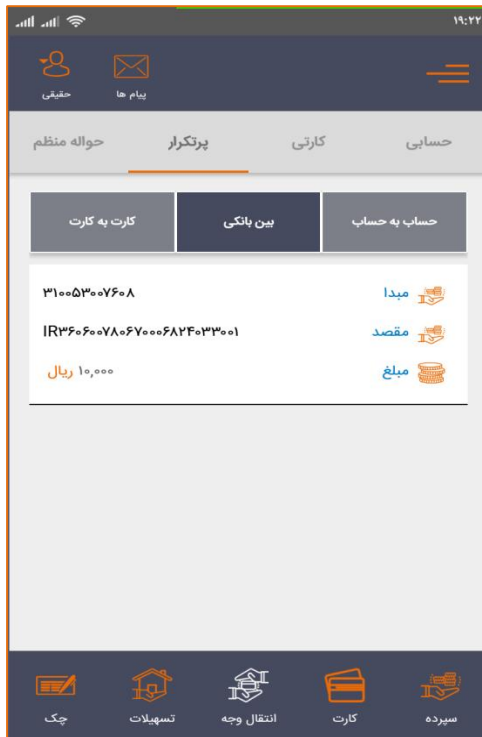 ۱۹:۲۲
حقیقی
پیام ها
حسابی کارتی پرتکرار حواله منظم
حساب به حساب بین بانکی کارت به کارت
مبدا ۳۱۰۰۵۳۰۰۷۶۰۸
مقصد IR۳۶۰۶۰۰۷۸۰۶۷۰۰۰۶۸۲۴۰۳۳۰۰۱
مبلغ ۱۰,۰۰۰ ریال
سپرده کارت انتقال وجه تسهیلات چک